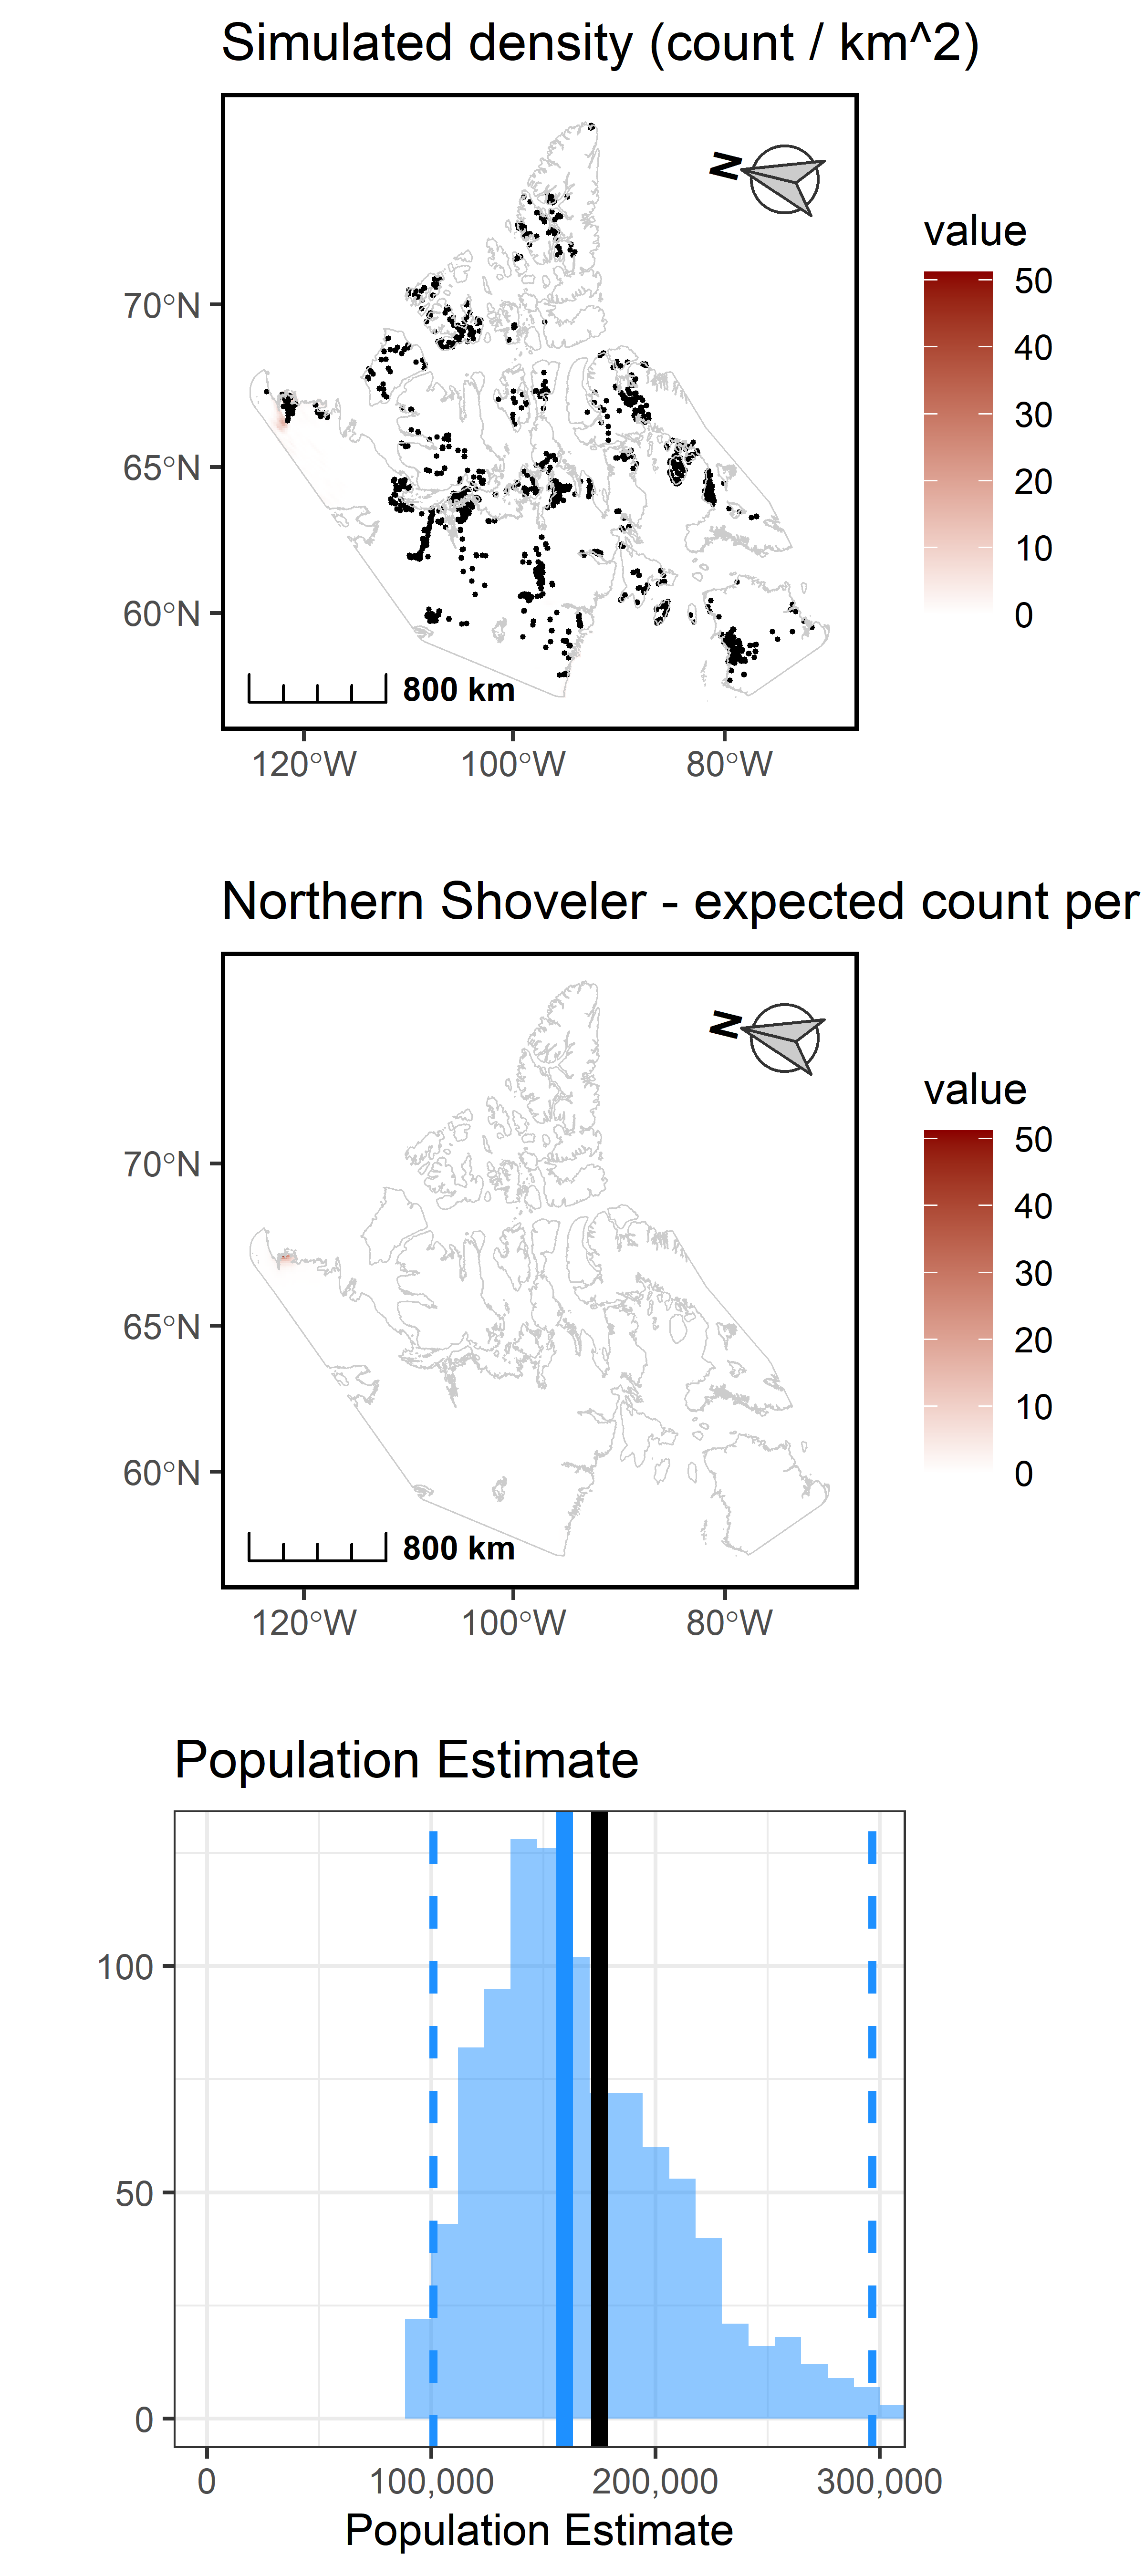 Simulated density (count / km^2)
N
70°N
65°N
60°N
800 km
120°W 100°W 80°W
value
50
40
30
20
10
0
Northern Shoveler - expected count per
N
70°N
65°N
60°N
800 km
120°W 100°W 80°W
value
50
40
30
20
10
0
Population Estimate
100
50
0
0 100,000 200,000 300,000
Population Estimate